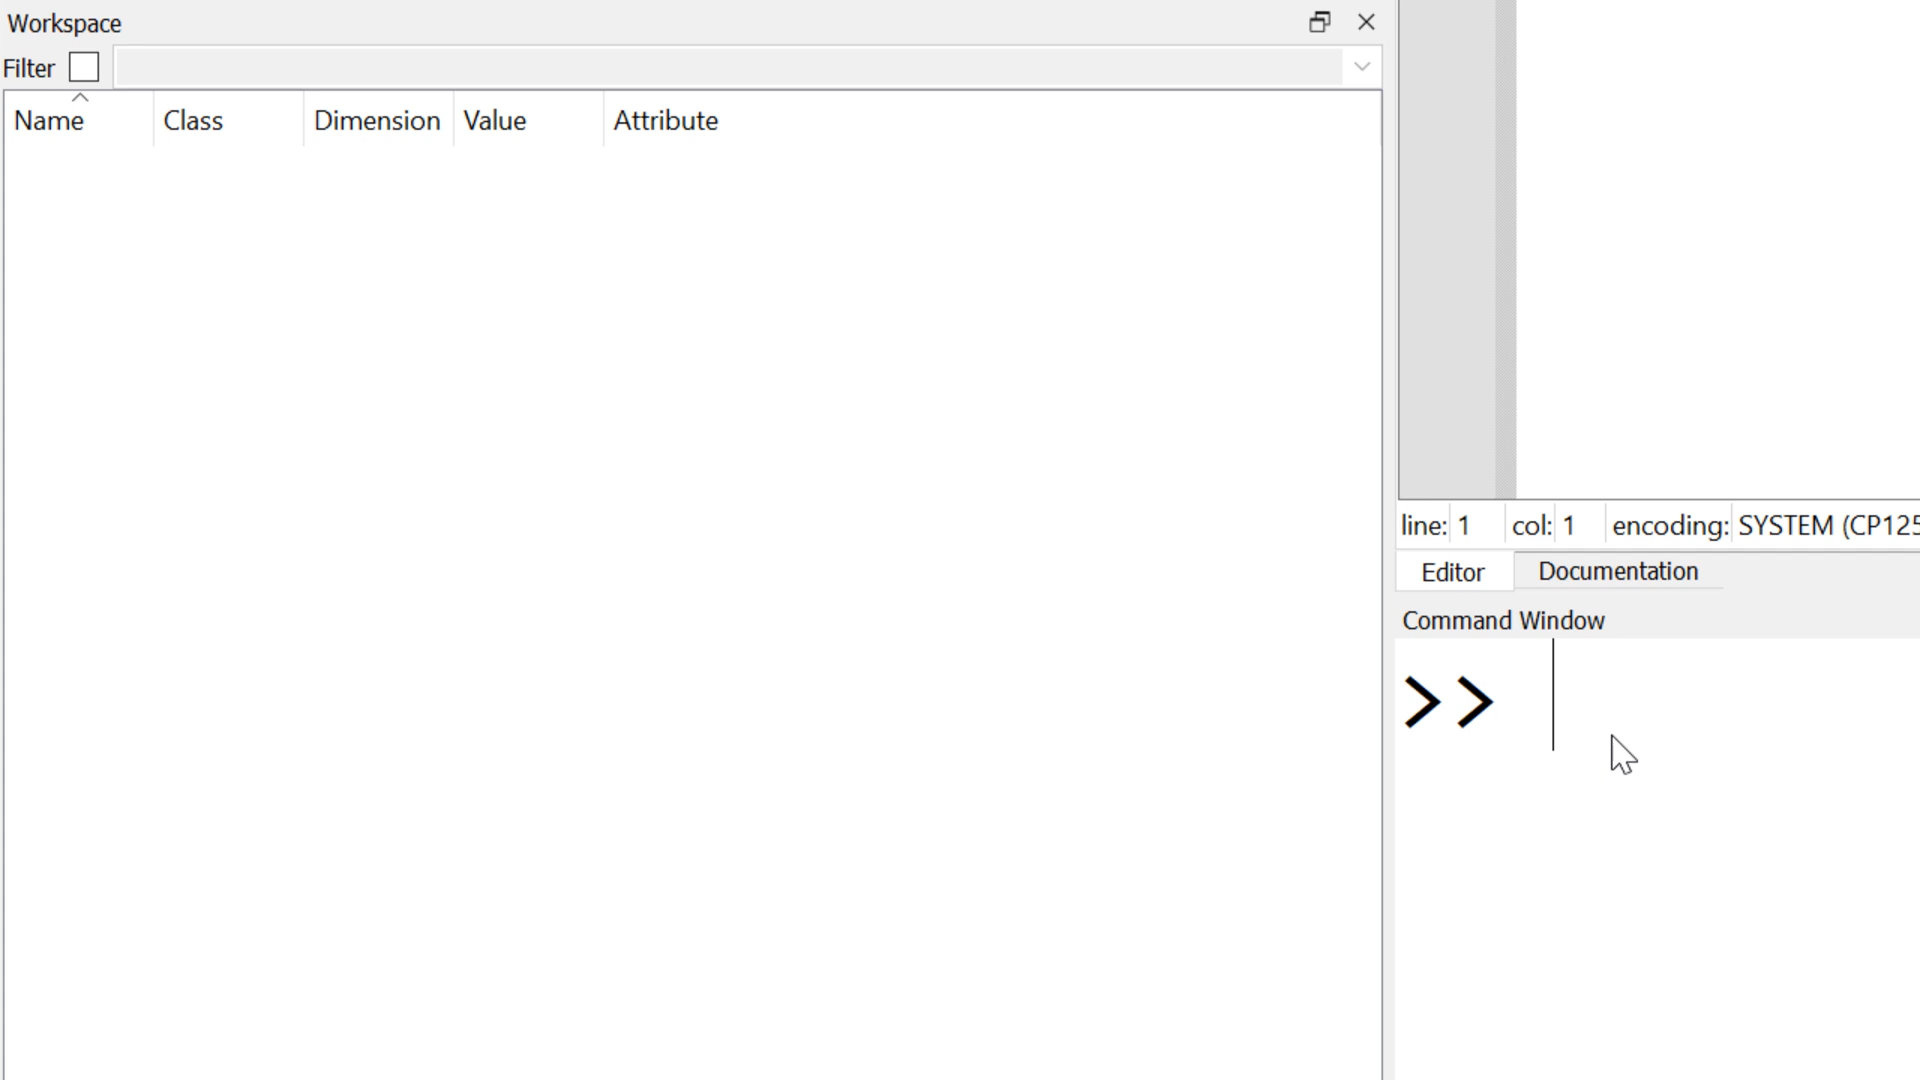 Workspace
Filter
Name Class Dimension Value Attribute
line: 1 col: 1 encoding: SYSTEM (CP125
Editor Documentation
Command Window
>>